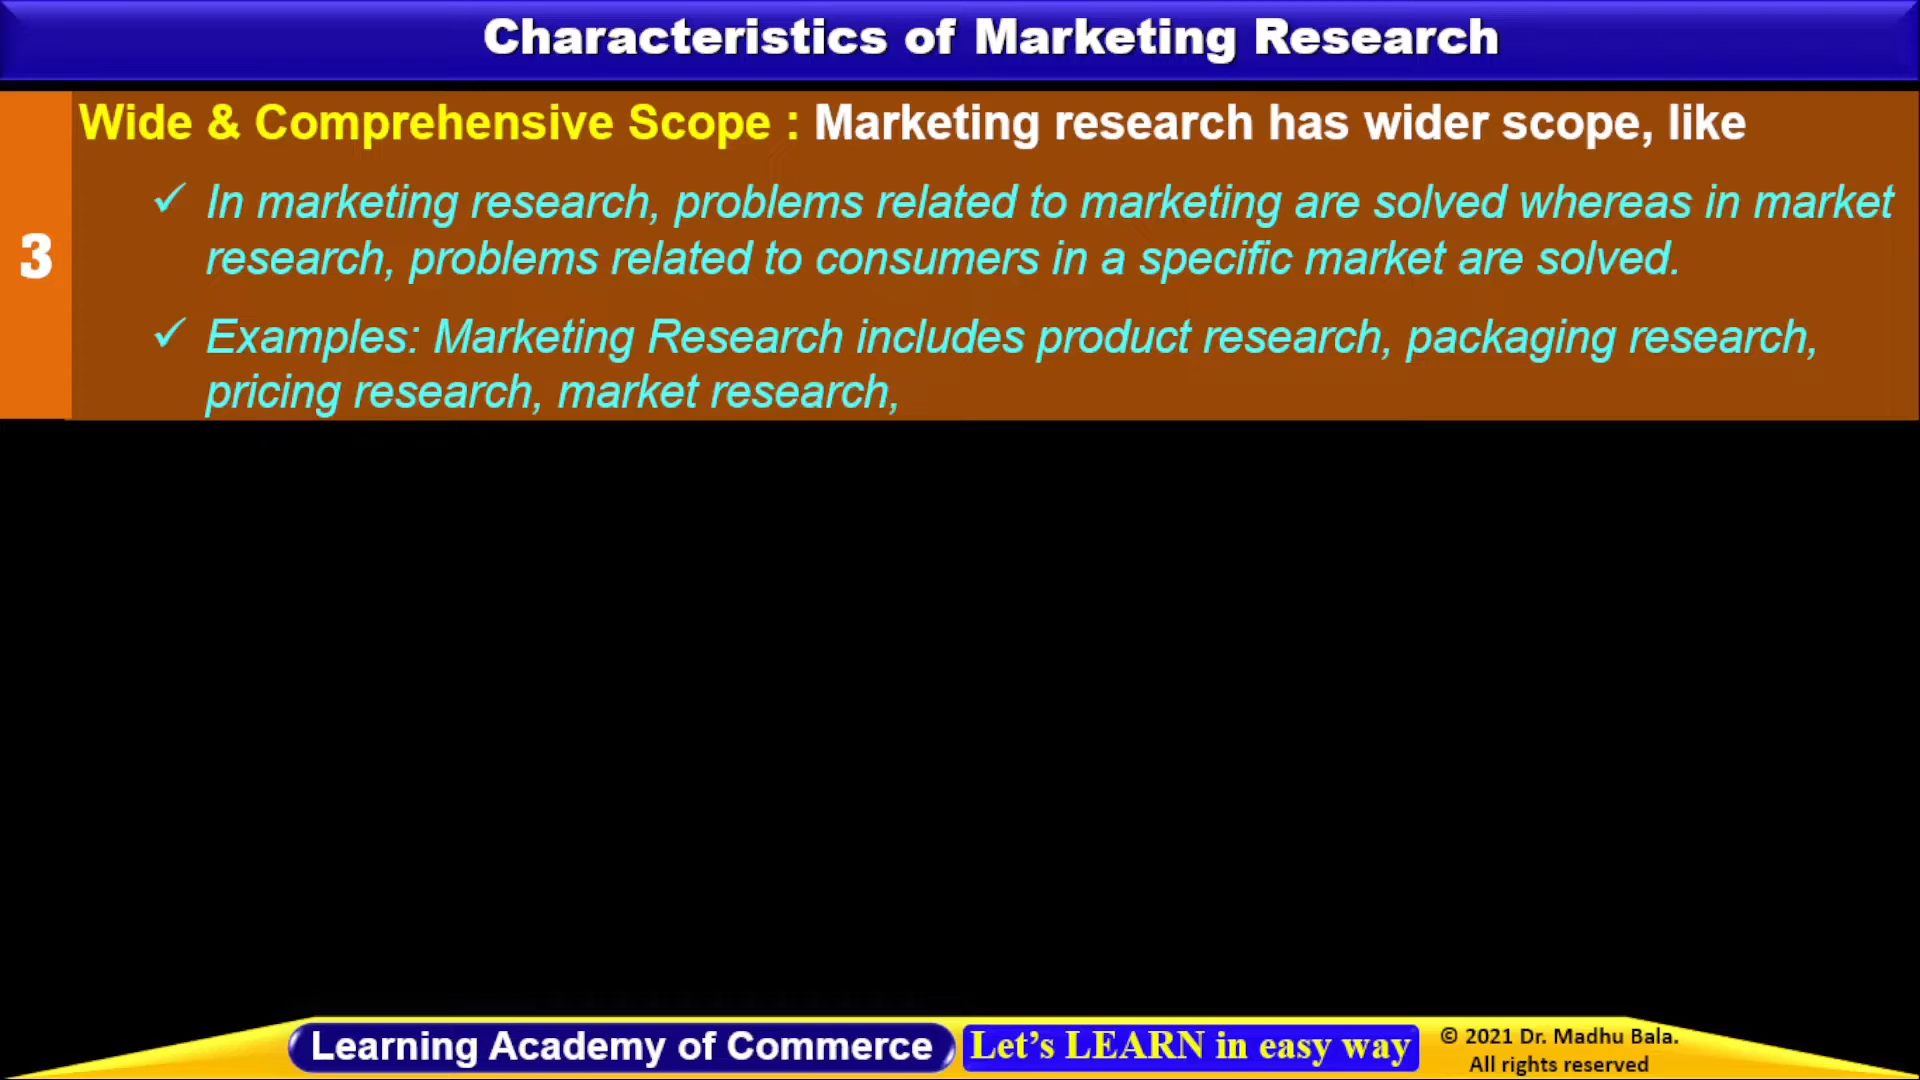 Characteristics of Marketing Research
3
Wide & Comprehensive Scope : Marketing research has wider scope, like
✓ In marketing research, problems related to marketing are solved whereas in market
research, problems related to consumers in a specific market are solved.
✓ Examples: Marketing Research includes product research, packaging research,
pricing research, market research,
Learning Academy of Commerce
Let’s LEARN in easy way
© 2021 Dr. Madhu Bala.
All rights reserved